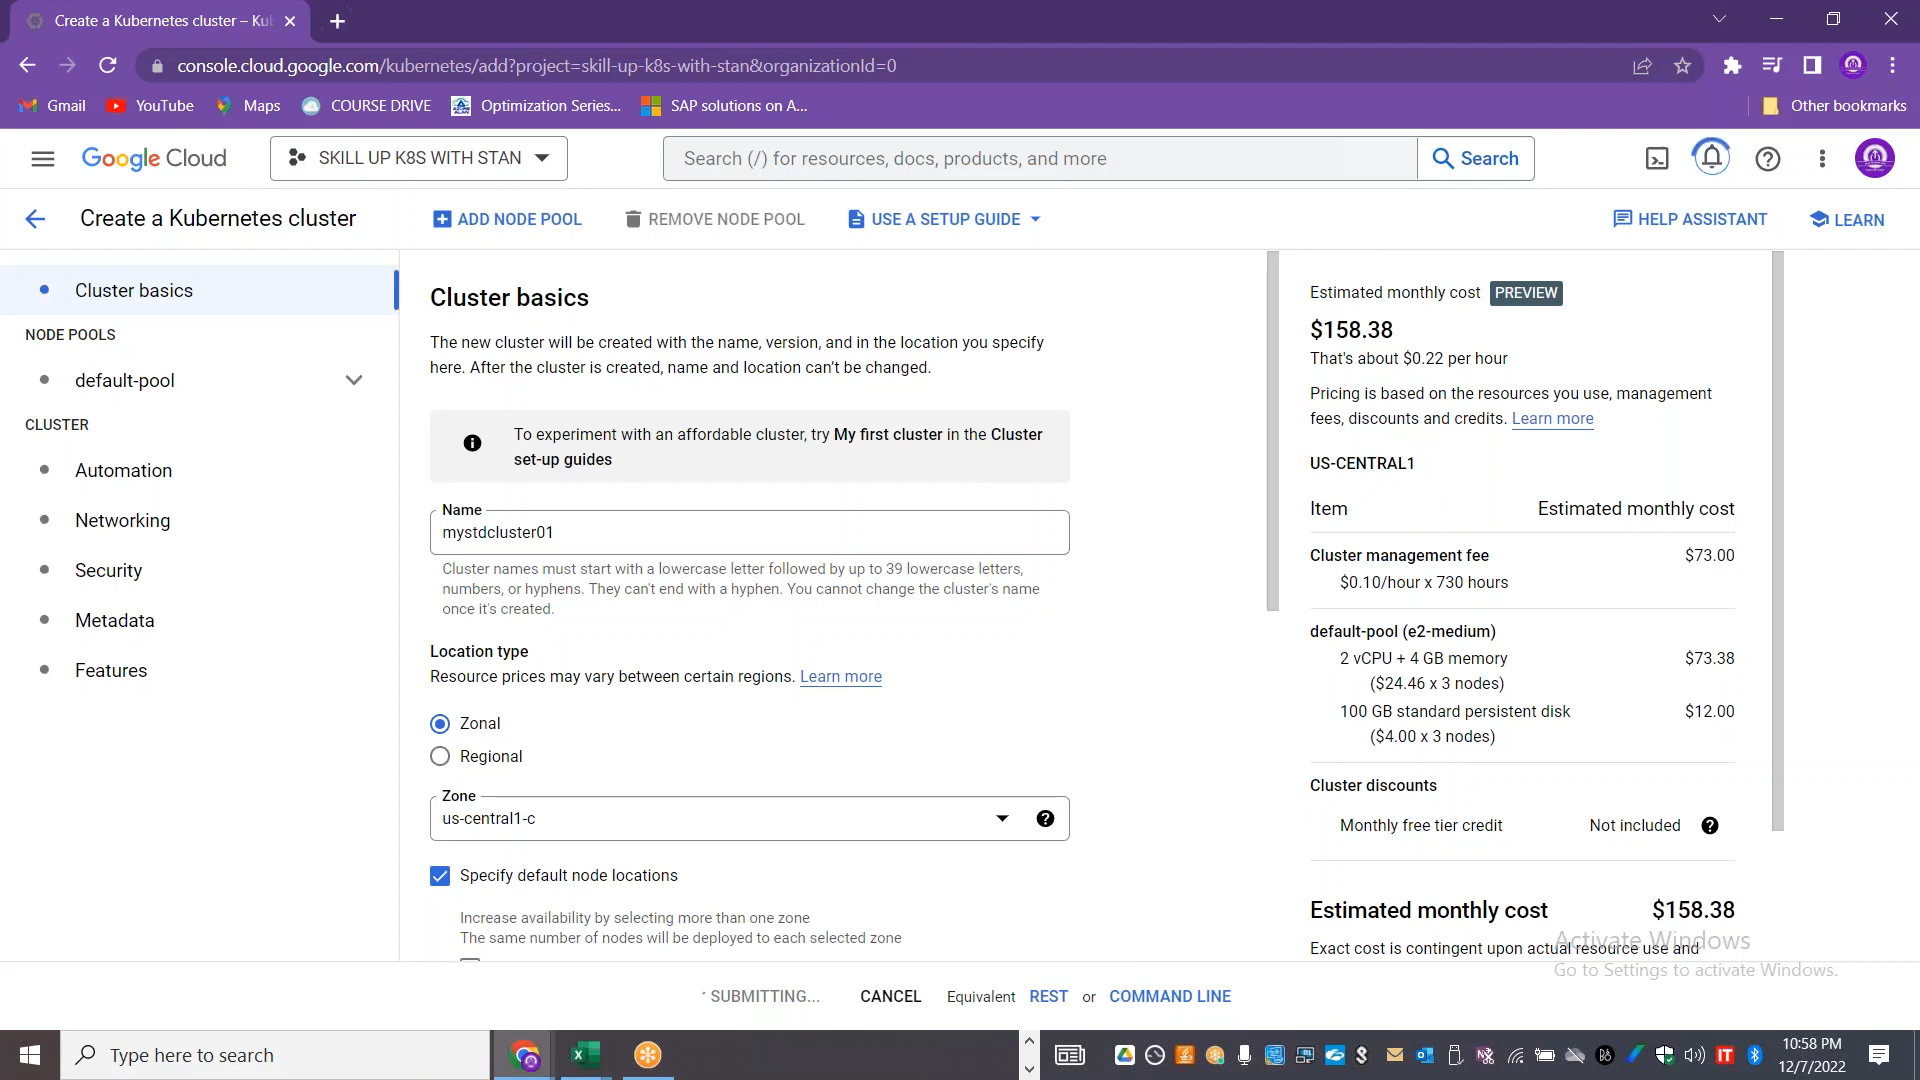 Create a Kubernetes cluster – Kub
console.cloud.google.com/kubernetes/add?project=skill-up-k8s-with-stan&organizationId=0
Gmail
YouTube
Maps
COURSE DRIVE
Optimization Series...
SAP solutions on A...
Other bookmarks
Google Cloud
SKILL UP K8S WITH STAN
Search (/) for resources, docs, products, and more
Search
Create a Kubernetes cluster
ADD NODE POOL
REMOVE NODE POOL
USE A SETUP GUIDE
HELP ASSISTANT
LEARN
Cluster basics
NODE POOLS
default-pool
CLUSTER
Automation
Networking
Security
Metadata
Features
Cluster basics
The new cluster will be created with the name, version, and in the location you specify
here. After the cluster is created, name and location can’t be changed.
To experiment with an affordable cluster, try My first cluster in the Cluster
set-up guides
Name
mystdcluster01
Cluster names must start with a lowercase letter followed by up to 39 lowercase letters,
numbers, or hyphens. They can't end with a hyphen. You cannot change the cluster's name
once it's created.
Location type
Resource prices may vary between certain regions. Learn more
Zonal
Regional
Zone
us-central1-c
Specify default node locations
Increase availability by selecting more than one zone
The same number of nodes will be deployed to each selected zone
SUBMITTING...
CANCEL
Equivalent REST or COMMAND LINE
Estimated monthly cost PREVIEW
$158.38
That's about $0.22 per hour
Pricing is based on the resources you use, management
fees, discounts and credits. Learn more
US-CENTRAL1
Item Estimated monthly cost
Cluster management fee $73.00
$0.10/hour x 730 hours
default-pool (e2-medium)
2 vCPU + 4 GB memory $73.38
($24.46 x 3 nodes)
100 GB standard persistent disk $12.00
($4.00 x 3 nodes)
Cluster discounts
Monthly free tier credit Not included
Estimated monthly cost $158.38
Exact cost is contingent upon actual resource use and
Activate Windows
Go to Settings to activate Windows.
Type here to search
10:58 PM
12/7/2022